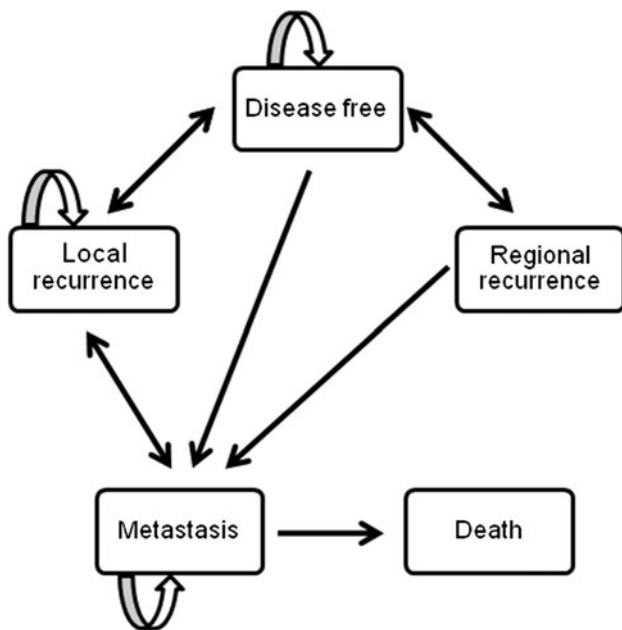 Disease free
Local
recurrence
Regional
recurrence
Metastasis
Death